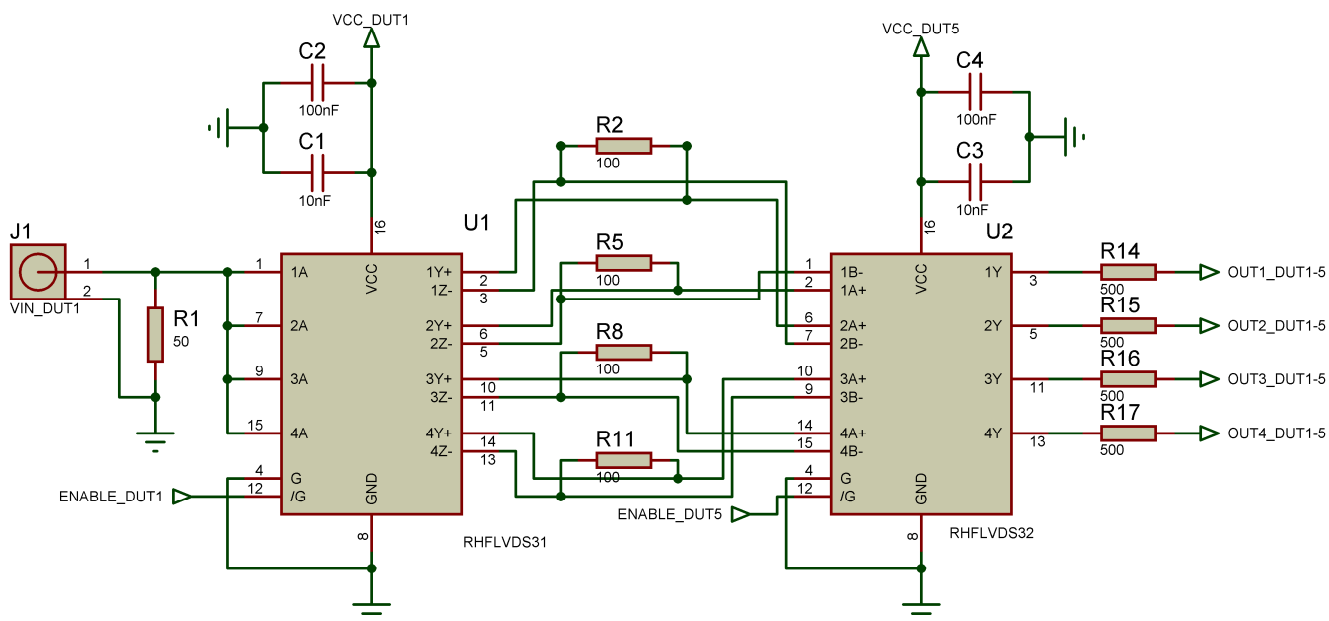 VCC_DUT1
C2
100nF
C1
10nF
VCC_DUT5
C4
100nF
C3
10nF
R2
100
J1
1
2
VIN_DUT1
R1
50
U1
16
VCC
1 1A
7 2A
9 3A
15 4A
4 G
12 /G
1Y+ 2
1Z- 3
2Y+ 6
2Z- 5
3Y+ 10
3Z- 11
4Y+ 14
4Z- 13
GND
8
RHFLVDS31
ENABLE_DUT1
R5
100
R8
100
R11
100
U2
16
VCC
1 1B-
2 1A+
6 2A+
7 2B-
10 3A+
9 3B-
14 4A+
15 4B-
4 G
12 /G
1Y 3
2Y 5
3Y 11
4Y 13
GND
8
RHFLVDS32
ENABLE_DUT5
R14
500
OUT1_DUT1-5
R15
500
OUT2_DUT1-5
R16
500
OUT3_DUT1-5
R17
500
OUT4_DUT1-5